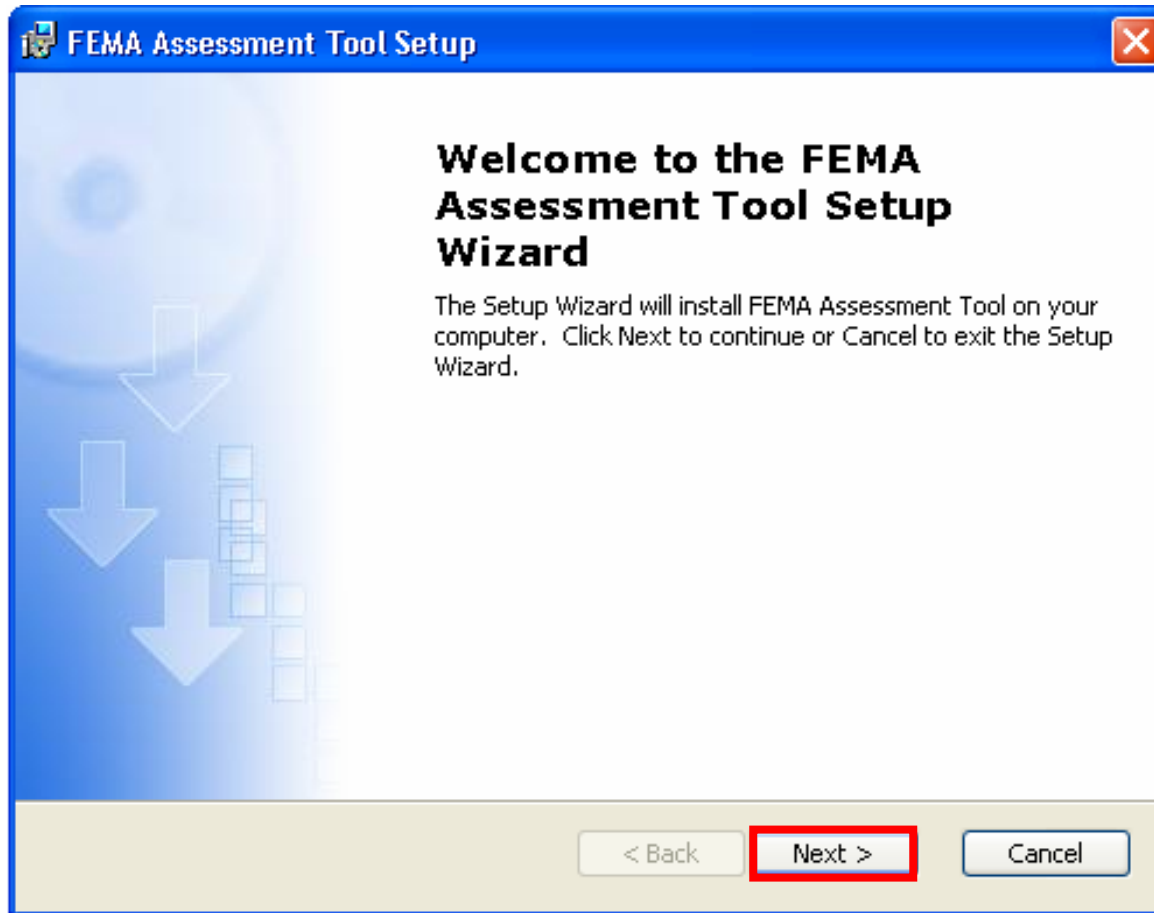 FEMA Assessment Tool Setup
Welcome to the FEMA
Assessment Tool Setup
Wizard
The Setup Wizard will install FEMA Assessment Tool on your
computer. Click Next to continue or Cancel to exit the Setup
Wizard.
< Back Next > Cancel